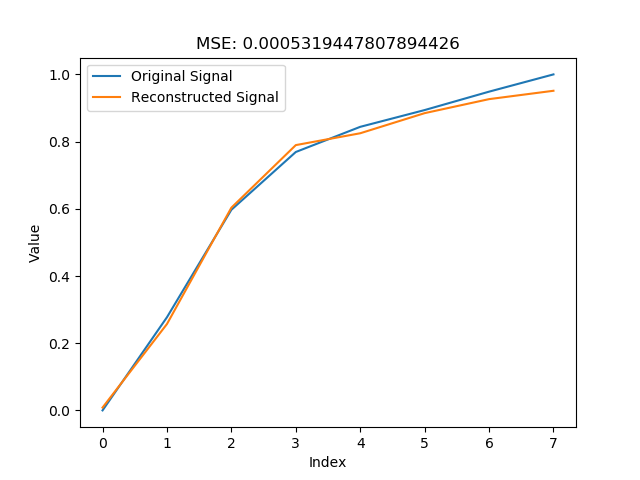 MSE: 0.0005319447807894426
Original Signal
Reconstructed Signal
1.0
0.8
0.6
0.4
0.2
0.0
Value
0 1 2 3 4 5 6 7
Index